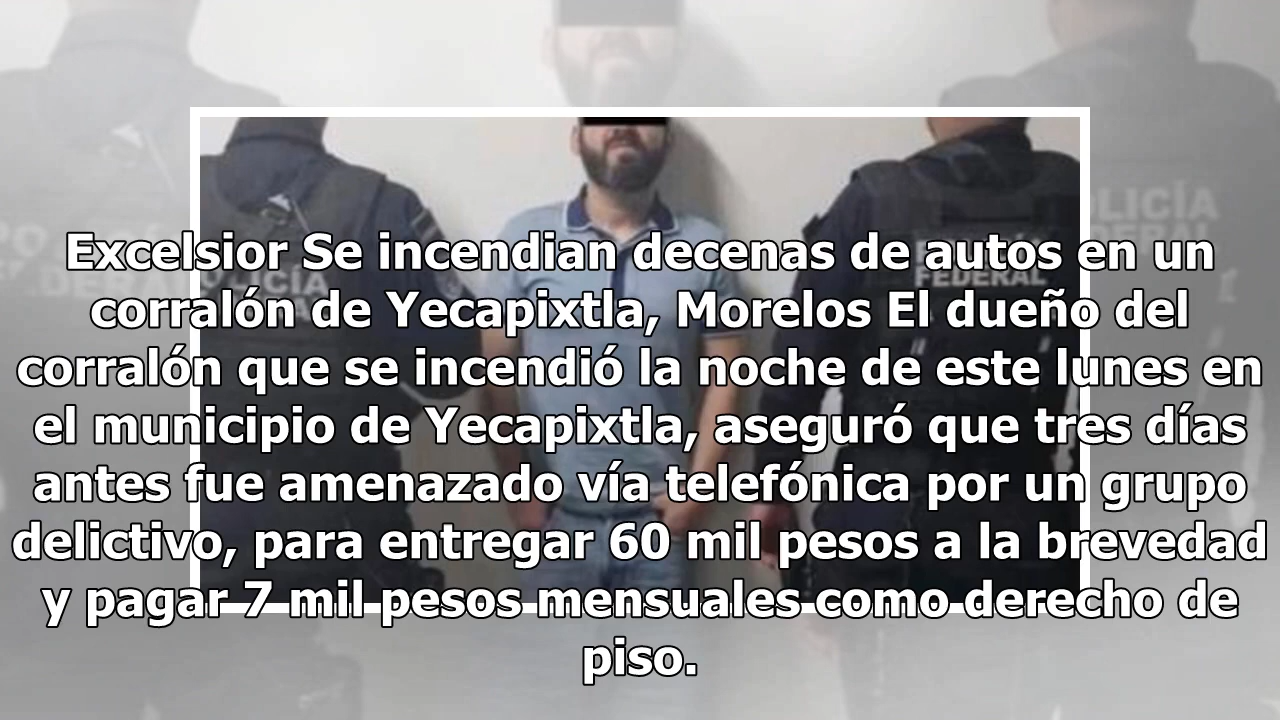 Excelsior Se incendian decenas de autos en un
corralón de Yecapixtla, Morelos El dueño del
corralón que se incendió la noche de este lunes en
el municipio de Yecapixtla, aseguró que tres días
antes fue amenazado vía telefónica por un grupo
delictivo, para entregar 60 mil pesos a la brevedad
y pagar 7 mil pesos mensuales como derecho de
piso.
FEDERAL
OLICÍA